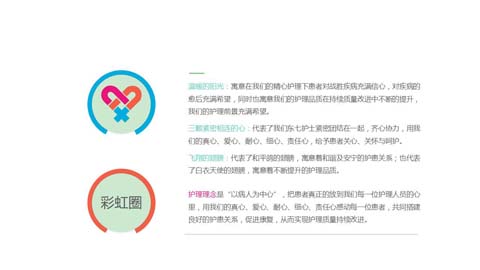 温暖的阳光：寓意在我们的精心护理下患者对战胜疾病充满信心，对疾病的
愈后充满希望，同时也寓意我们的护理品质在持续质量改进中不断的提升，
我们的护理前景充满希望。
三颗紧密相连的心：代表了我们东七护士紧密团结在一起，齐心协力，用我
们的真心、爱心、耐心、细心、责任心，给予患者关心、关怀与呵护。
飞翔的翅膀：代表了和平鸽的翅膀，寓意着和谐及安宁的护患关系；也代表
了白衣天使的翅膀，寓意着不断提升的护理品质。
护理理念是“以病人为中心”，把患者真正的放到我们每一位护理人员的心
里，用我们的真心、爱心、耐心、细心、责任心感动每一位患者，共同搭建
良好的护患关系，促进康复，从而实现护理质量持续改进。
彩虹圈